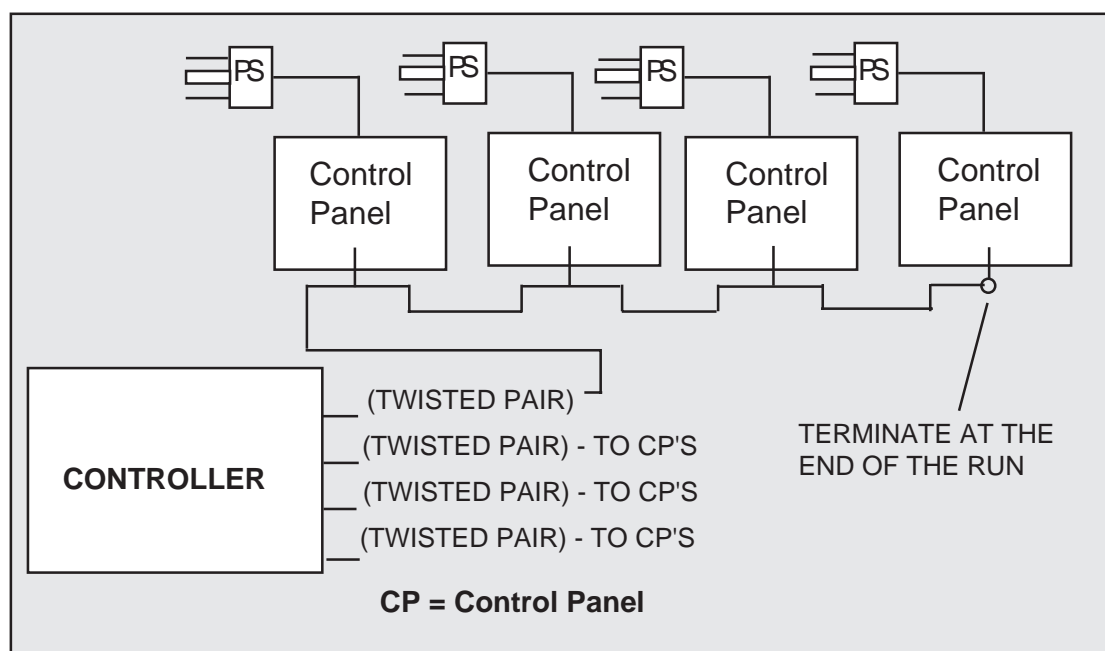 PS
PS
PS
PS
Control
Panel
Control
Panel
Control
Panel
Control
Panel
(TWISTED PAIR)
(TWISTED PAIR) - TO CP'S
(TWISTED PAIR) - TO CP'S
(TWISTED PAIR) - TO CP'S
CONTROLLER
TERMINATE AT THE
END OF THE RUN
CP = Control Panel